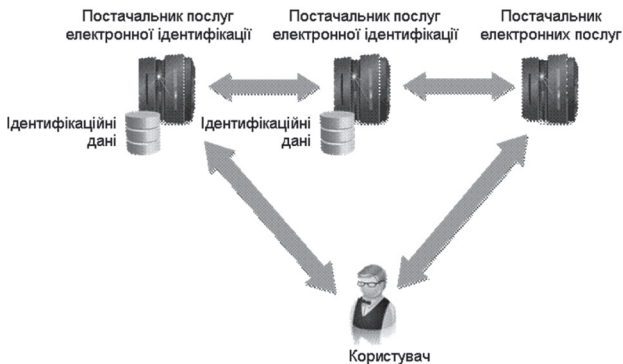 Постачальник послуг
електронної ідентифікації
Постачальник послуг
електронної ідентифікації
Постачальник
електронних послуг
Ідентифікаційні
дані
Ідентифікаційні
дані
Користувач